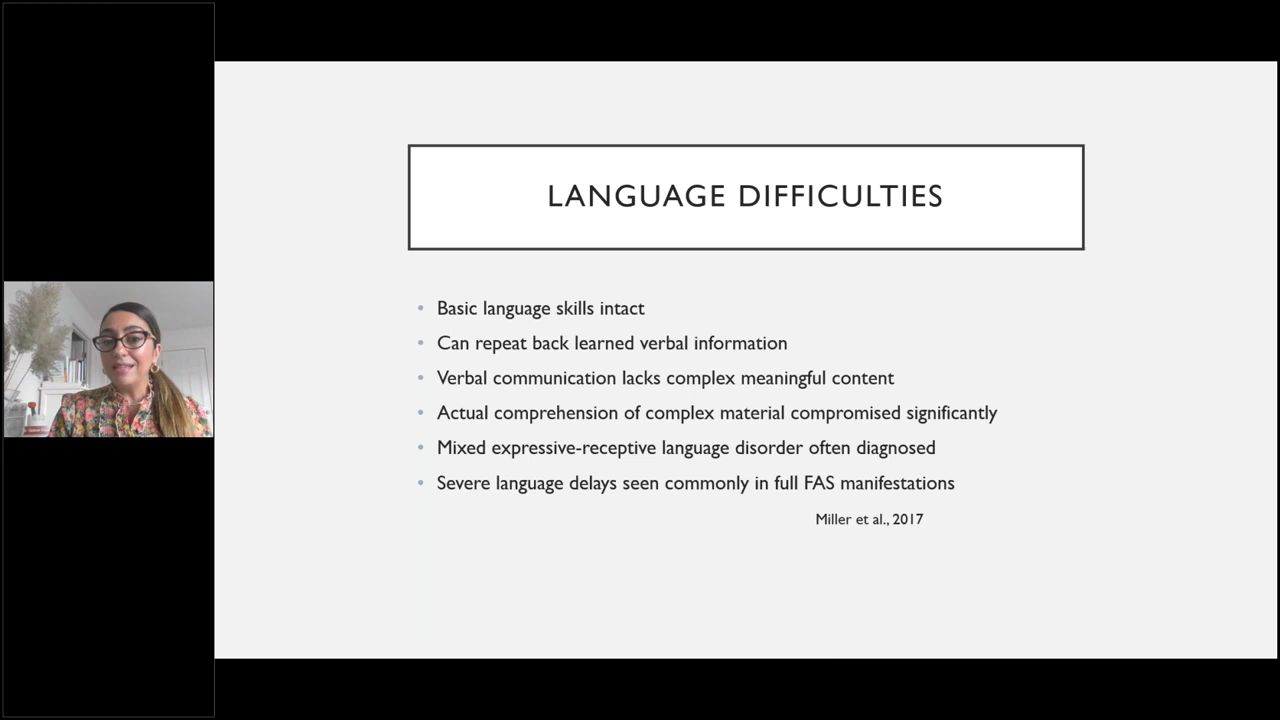 LANGUAGE DIFFICULTIES
• Basic language skills intact
• Can repeat back learned verbal information
• Verbal communication lacks complex meaningful content
• Actual comprehension of complex material compromised significantly
• Mixed expressive-receptive language disorder often diagnosed
• Severe language delays seen commonly in full FAS manifestations
Miller et al., 2017